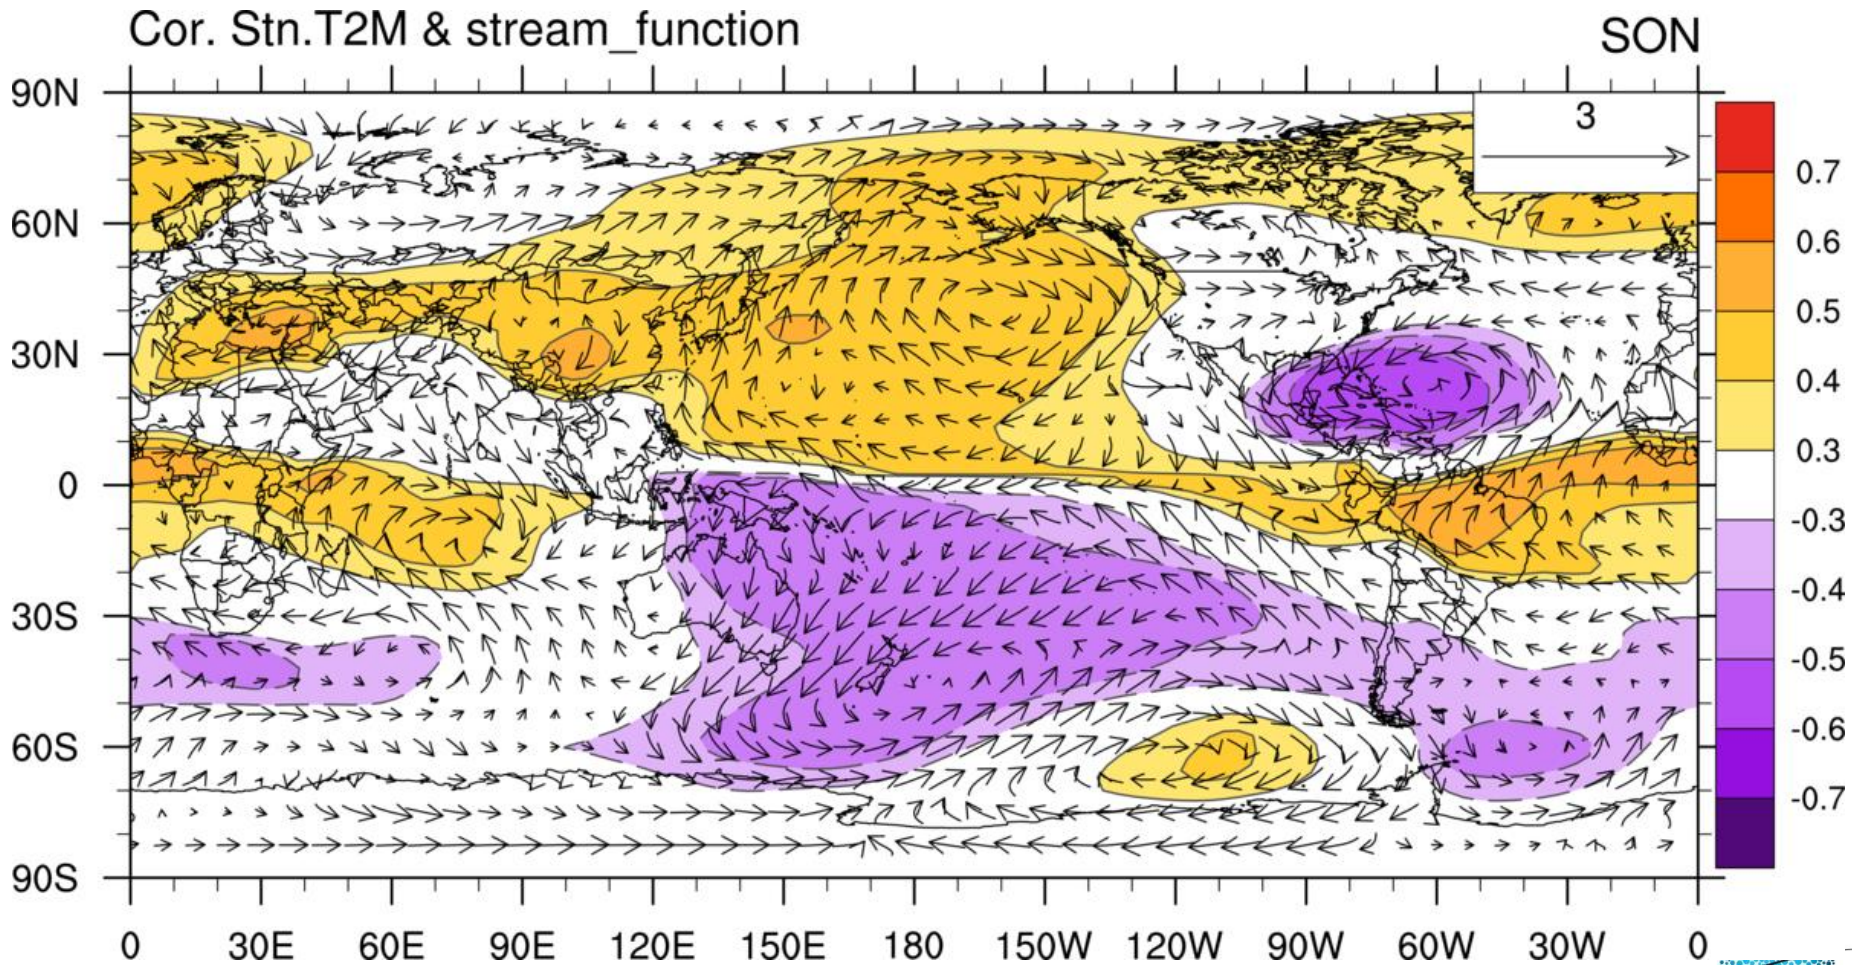 Cor. Stn.T2M & stream_function
SON
3
90N
60N
30N
0
30S
60S
90S
0 30E 60E 90E 120E 150E 180 150W 120W 90W 60W 30W 0
0.7
0.6
0.5
0.4
0.3
-0.3
-0.4
-0.5
-0.6
-0.7